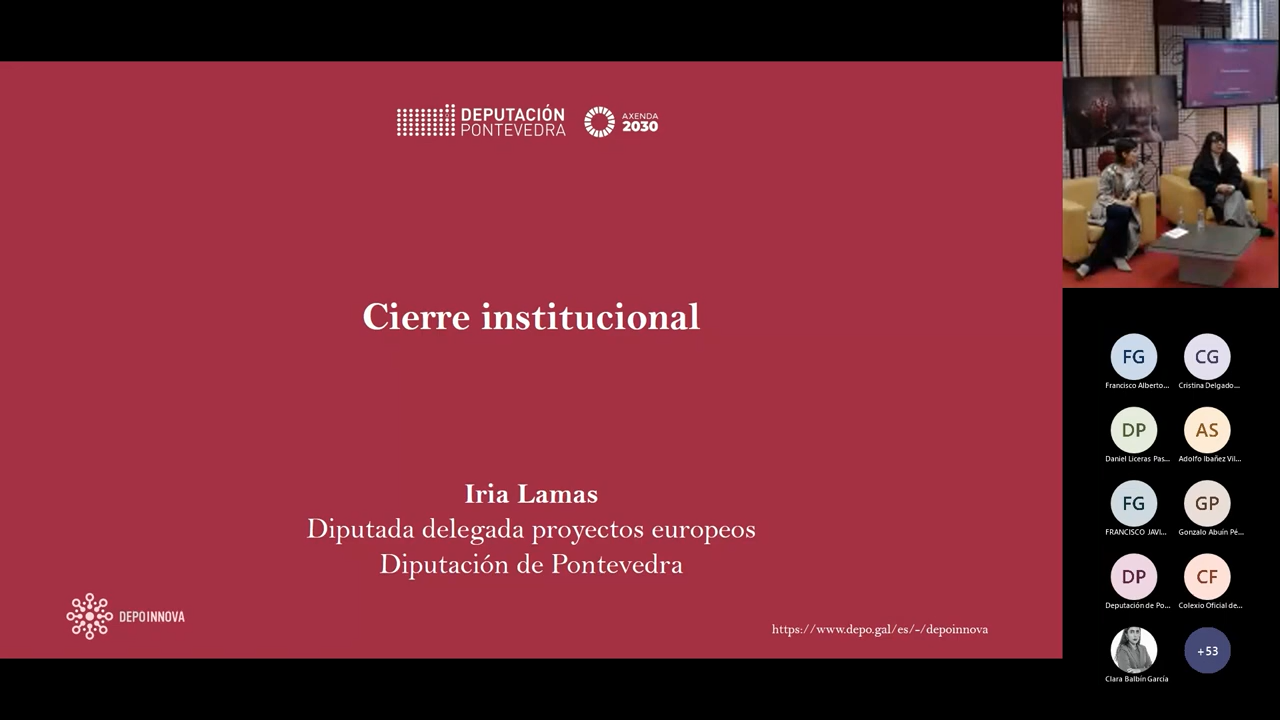 DEPUTACIÓN
PONTEVEDRA
AXENDA
2030
Cierre institucional
Iria Lamas
Diputada delegada proyectos europeos
Diputación de Pontevedra
DEPOINNOVA
https://www.depo.gal/es/-/depoinnova
FG
CG
Francisco Alberto...
Cristina Delgado...
DP
AS
Daniel Liceras Pas...
Adolfo Ibañez Vil...
FG
GP
FRANCISCO JAVI...
Gonzalo Abuín Pé...
DP
CF
Deputación de Po...
Colexio Oficial de...
+53
Clara Balbín García